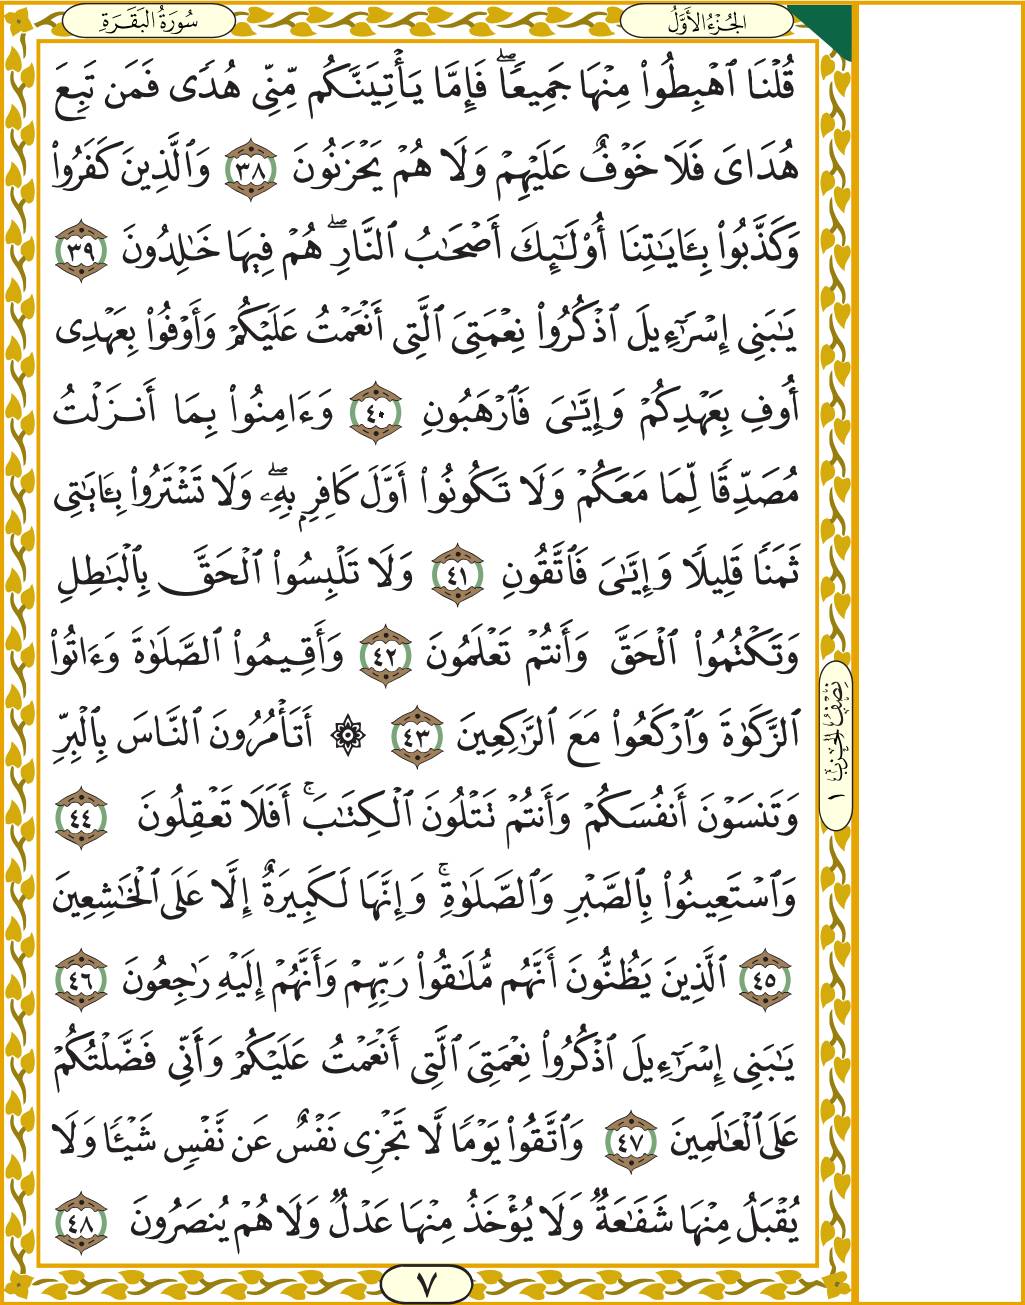 سُورَةُ البَقَرَةِ
الجُزْءُ الأَوَّلُ
قُلْنَا ٱهْبِطُوا۟ مِنْهَا جَمِيعًاۖ فَإِمَّا يَأْتِيَنَّكُم مِّنِّى هُدًى فَمَن تَبِعَ
هُدَاىَ فَلَا خَوْفٌ عَلَيْهِمْ وَلَا هُمْ يَحْزَنُونَ ٣٨ وَٱلَّذِينَ كَفَرُوا۟
وَكَذَّبُوا۟ بِـَٔايَـٰتِنَا أُو۟لَـٰٓئِكَ أَصْحَـٰبُ ٱلنَّارِۖ هُمْ فِيهَا خَـٰلِدُونَ ٣٩
يَـٰبَنِى إِسْرَٰٓءِيلَ ٱذْكُرُوا۟ نِعْمَتِىَ ٱلَّتِى أَنْعَمْتُ عَلَيْكُمْ وَأَوْفُوا۟ بِعَهْدِى
أُوفِ بِعَهْدِكُمْ وَإِيَّـٰىَ فَٱرْهَبُونِ ٤٠ وَءَامِنُوا۟ بِمَا أَنزَلْتُ
مُصَدِّقًا لِّمَا مَعَكُمْ وَلَا تَكُونُوا۟ أَوَّلَ كَافِرٍۭ بِهِۦۖ وَلَا تَشْتَرُوا۟ بِـَٔايَـٰتِى
ثَمَنًا قَلِيلًا وَإِيَّـٰىَ فَٱتَّقُونِ ٤١ وَلَا تَلْبِسُوا۟ ٱلْحَقَّ بِٱلْبَـٰطِلِ
وَتَكْتُمُوا۟ ٱلْحَقَّ وَأَنتُمْ تَعْلَمُونَ ٤٢ وَأَقِيمُوا۟ ٱلصَّلَوٰةَ وَءَاتُوا۟
ٱلزَّكَوٰةَ وَٱرْكَعُوا۟ مَعَ ٱلرَّٰكِعِينَ ٤٣ ۞ أَتَأْمُرُونَ ٱلنَّاسَ بِٱلْبِرِّ
وَتَنسَوْنَ أَنفُسَكُمْ وَأَنتُمْ تَتْلُونَ ٱلْكِتَـٰبَۚ أَفَلَا تَعْقِلُونَ ٤٤
وَٱسْتَعِينُوا۟ بِٱلصَّبْرِ وَٱلصَّلَوٰةِۚ وَإِنَّهَا لَكَبِيرَةٌ إِلَّا عَلَى ٱلْخَـٰشِعِينَ
٤٥ ٱلَّذِينَ يَظُنُّونَ أَنَّهُم مُّلَـٰقُوا۟ رَبِّهِمْ وَأَنَّهُمْ إِلَيْهِ رَٰجِعُونَ ٤٦
يَـٰبَنِى إِسْرَٰٓءِيلَ ٱذْكُرُوا۟ نِعْمَتِىَ ٱلَّتِى أَنْعَمْتُ عَلَيْكُمْ وَأَنِّى فَضَّلْتُكُمْ
عَلَى ٱلْعَـٰلَمِينَ ٤٧ وَٱتَّقُوا۟ يَوْمًا لَّا تَجْزِى نَفْسٌ عَن نَّفْسٍ شَيْـًٔا وَلَا
يُقْبَلُ مِنْهَا شَفَـٰعَةٌ وَلَا يُؤْخَذُ مِنْهَا عَدْلٌ وَلَا هُمْ يُنصَرُونَ ٤٨
نِصْفُ الحِزْبِ ١
٧